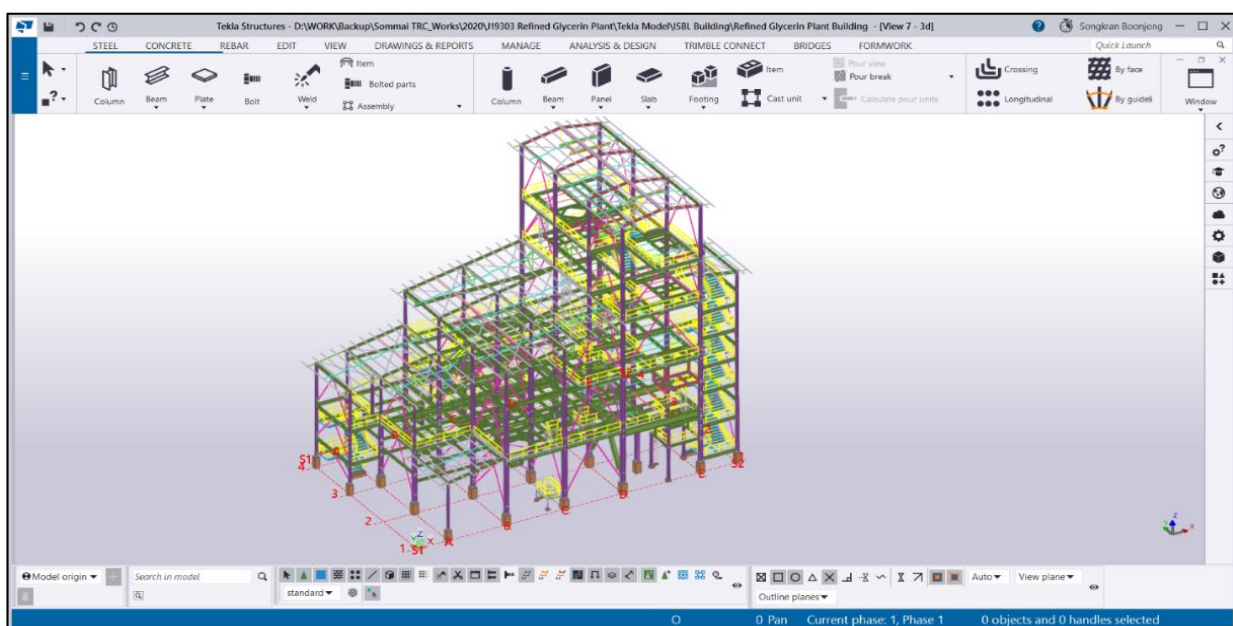 Tekla Structures - D:\WORK\Backup\Sommai TRC_Works\2020\J19303 Refined Glycerin Plant\Tekla Model\ISBL Building\Refined Glycerin Plant Building - [View 7 - 3d]
Songkran Boonjong
STEEL CONCRETE REBAR EDIT VIEW DRAWINGS & REPORTS MANAGE ANALYSIS & DESIGN TRIMBLE CONNECT BRIDGES FORMWORK Quick Launch
Item Item Pour view Crossing By face
Column Beam Plate Bolt Weld Bolted parts Column Beam Panel Slab Footing Pour break Window
Assembly Cast unit Calculate pour units Longitudinal By guideli
S1
4
3
2
1
S1
A
B
C
D
E
S2
Z
X
Model origin Search in model Auto View plane
standard Outline planes
O 0 Pan Current phase: 1, Phase 1 0 objects and 0 handles selected